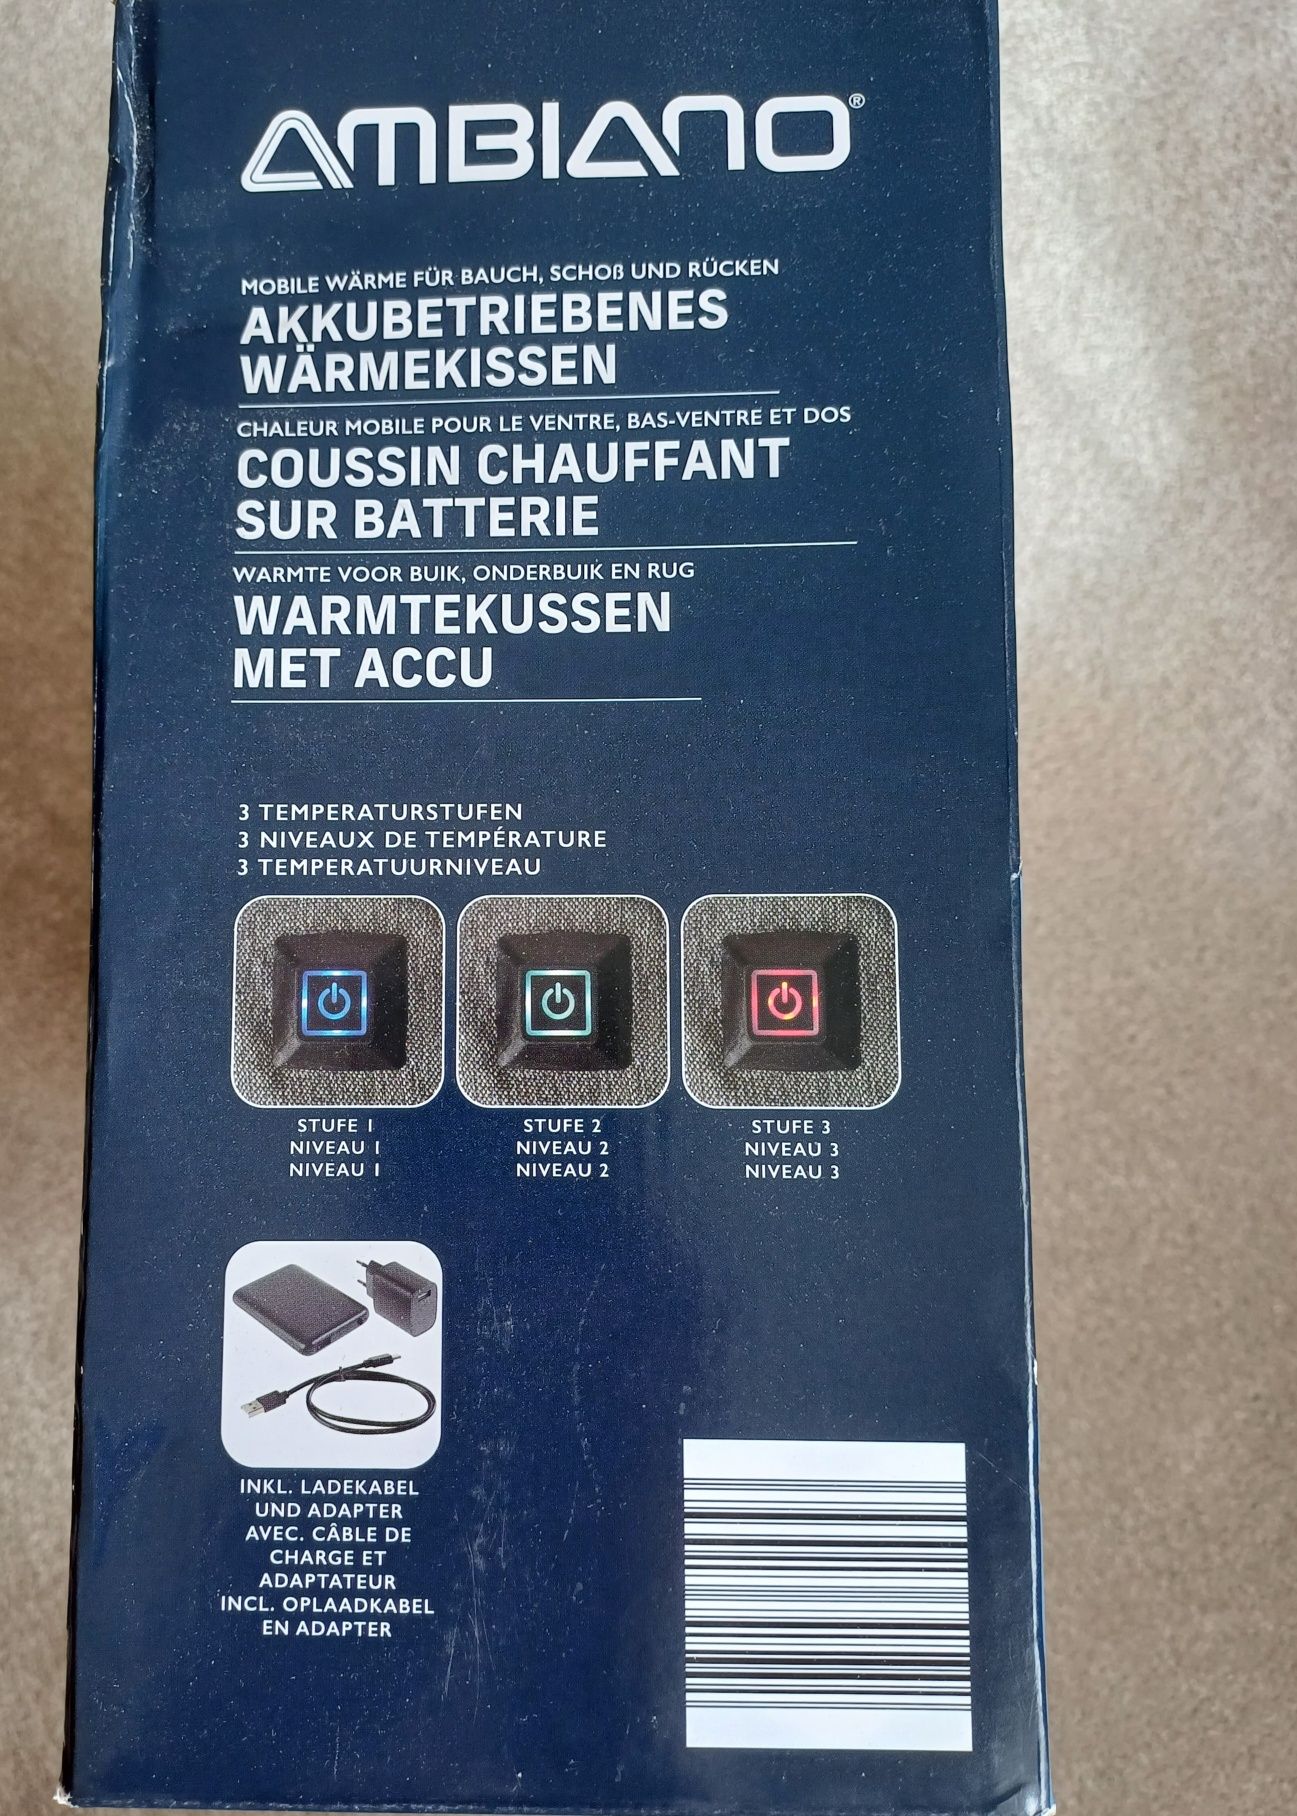 AMBIANO®
MOBILE WÄRME FÜR BAUCH, SCHOß UND RÜCKEN
AKKUBETRIEBENES
WÄRMEKISSEN
CHALEUR MOBILE POUR LE VENTRE, BAS-VENTRE ET DOS
COUSSIN CHAUFFANT
SUR BATTERIE
WARMTE VOOR BUIK, ONDERBUIK EN RUG
WARMTEKUSSEN
MET ACCU
3 TEMPERATURSTUFEN
3 NIVEAUX DE TEMPÉRATURE
3 TEMPERATUURNIVEAU
STUFE 1
NIVEAU 1
NIVEAU 1
STUFE 2
NIVEAU 2
NIVEAU 2
STUFE 3
NIVEAU 3
NIVEAU 3
INKL. LADEKABEL
UND ADAPTER
AVEC. CÂBLE DE
CHARGE ET
ADAPTATEUR
INCL. OPLAADKABEL
EN ADAPTER